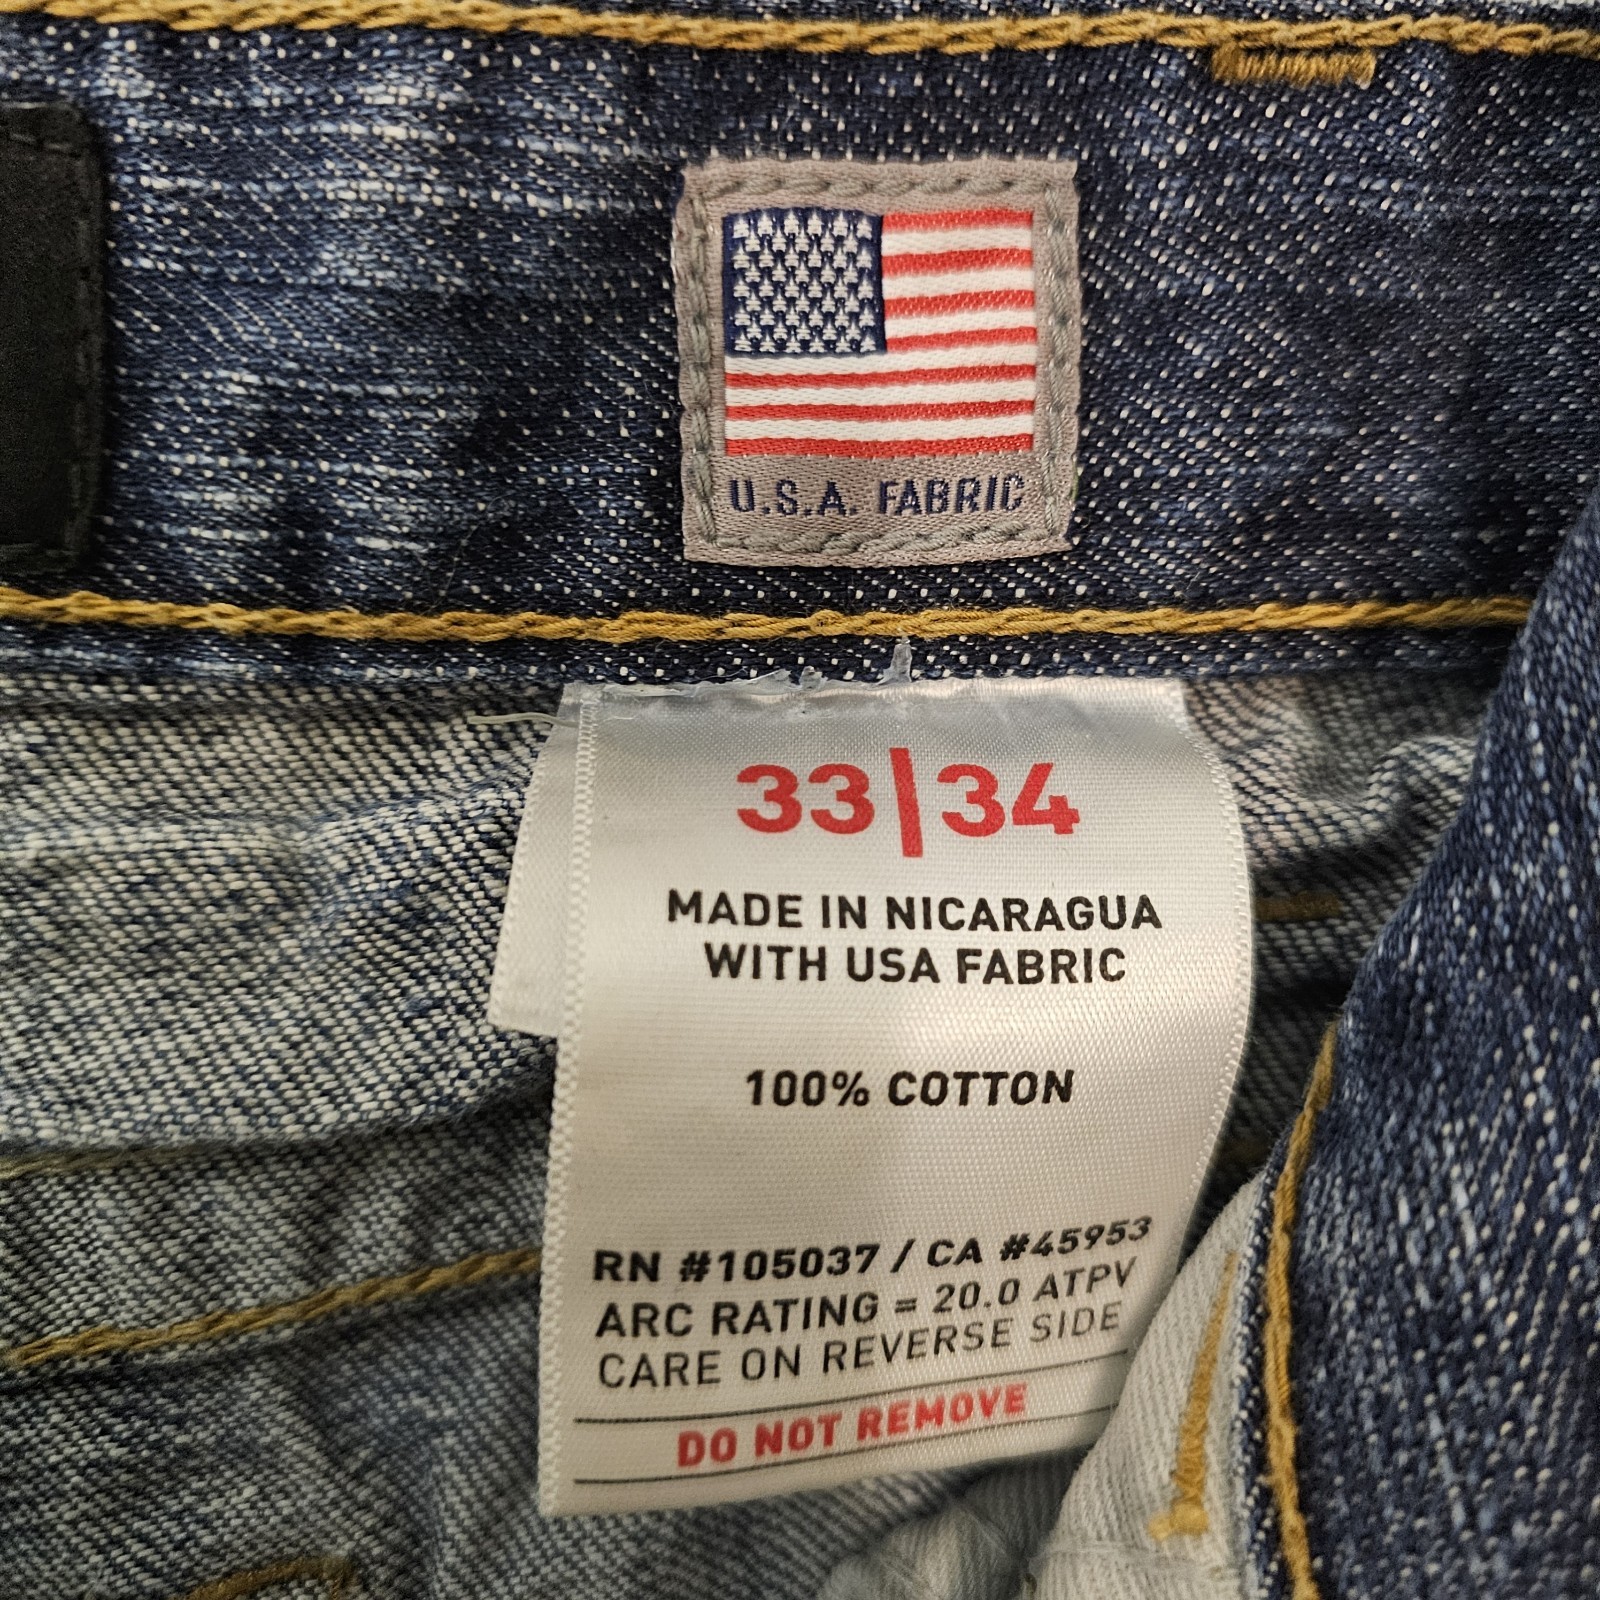 U.S.A. FABRIC
33|34
MADE IN NICARAGUA
WITH USA FABRIC
100% COTTON
RN #105037 / CA #45953
ARC RATING = 20.0 ATPV
CARE ON REVERSE SIDE
DO NOT REMOVE